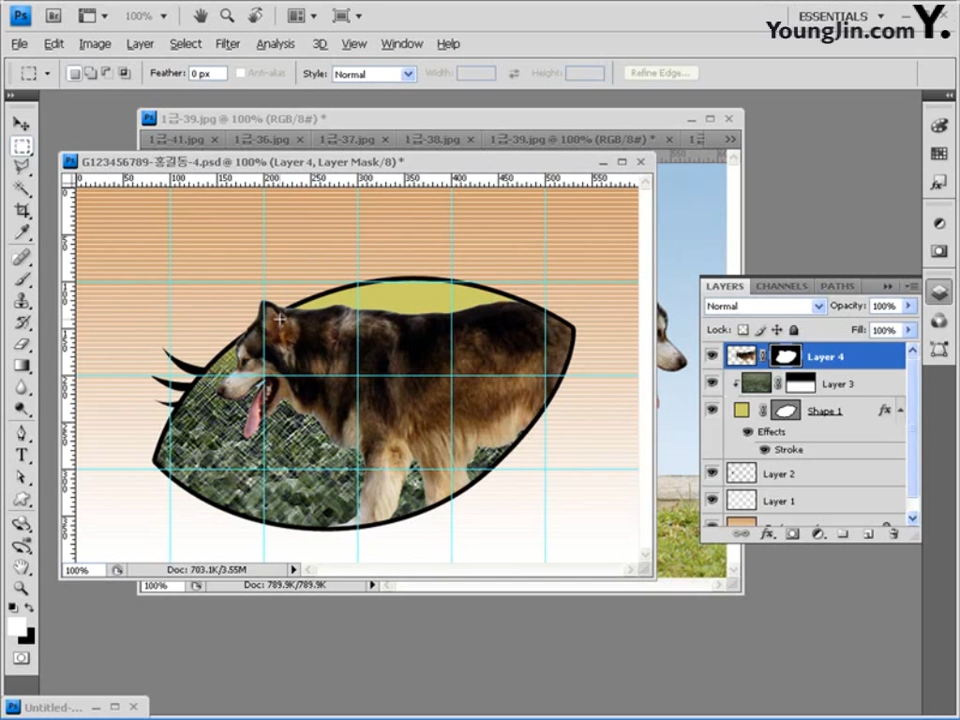 Ps Br 100% ESSENTIALS
YoungJin.com Y.
File Edit Image Layer Select Filter Analysis 3D View Window Help
Feather: 0 px Anti-alias Style: Normal Width: Height: Refine Edge...
1급-39.jpg @ 100% (RGB/8#) *
1급-41.jpg 1급-36.jpg 1급-37.jpg 1급-38.jpg 1급-39.jpg @ 100% (RGB/8#) * 1급
G123456789-홍길동-4.psd @ 100% (Layer 4, Layer Mask/8) *
0 50 100 150 200 250 300 350 400 450 500 550
LAYERS CHANNELS PATHS
Normal Opacity: 100%
Lock: Fill: 100%
Layer 4
Layer 3
Shape 1 fx
Effects
Stroke
Layer 2
Layer 1
100% Doc: 703.1K/3.55M
100% Doc: 789.9K/789.9K
Ps Untitled-...